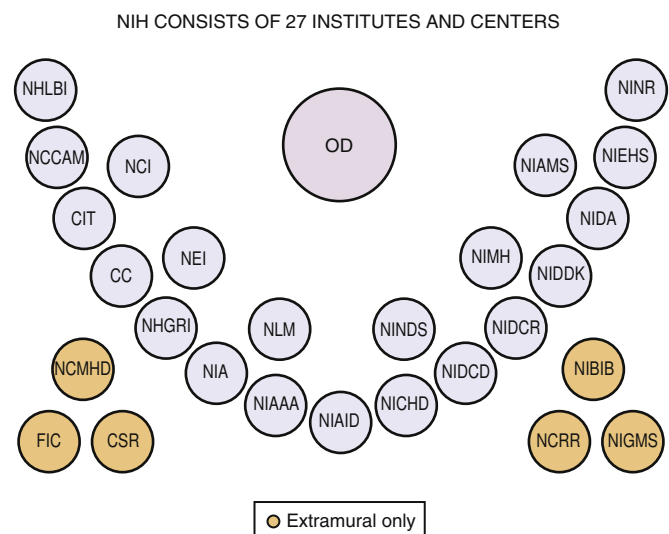 NIH CONSISTS OF 27 INSTITUTES AND CENTERS
NHLBI
NINR
OD
NCCAM
NCI
NIAMS
NIEHS
CIT
NIDA
CC
NEI
NIMH
NIDDK
NHGRI
NLM
NINDS
NIDCR
NCMHD
NIA
NIDCD
NIBIB
NIAAA
NIAID
NICHD
FIC
CSR
NCRR
NIGMS
Extramural only